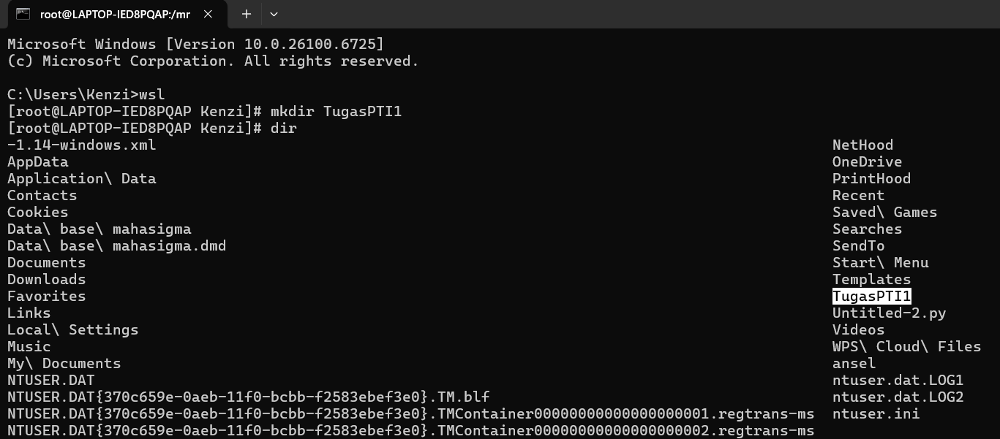 root@LAPTOP-IED8PQAP:/mr
Microsoft Windows [Version 10.0.26100.6725]
(c) Microsoft Corporation. All rights reserved.
C:\Users\Kenzi>wsl
[root@LAPTOP-IED8PQAP Kenzi]# mkdir TugasPTI1
[root@LAPTOP-IED8PQAP Kenzi]# dir
-1.14-windows.xml NetHood
AppData OneDrive
Application\ Data PrintHood
Contacts Recent
Cookies Saved\ Games
Data\ base\ mahasigma Searches
Data\ base\ mahasigma.dmd SendTo
Documents Start\ Menu
Downloads Templates
Favorites TugasPTI1
Links Untitled-2.py
Local\ Settings Videos
Music WPS\ Cloud\ Files
My\ Documents ansel
NTUSER.DAT ntuser.dat.LOG1
NTUSER.DAT{370c659e-0aeb-11f0-bcbb-f2583ebef3e0}.TM.blf ntuser.dat.LOG2
NTUSER.DAT{370c659e-0aeb-11f0-bcbb-f2583ebef3e0}.TMContainer00000000000000000001.regtrans-ms ntuser.ini
NTUSER.DAT{370c659e-0aeb-11f0-bcbb-f2583ebef3e0}.TMContainer00000000000000000002.regtrans-ms